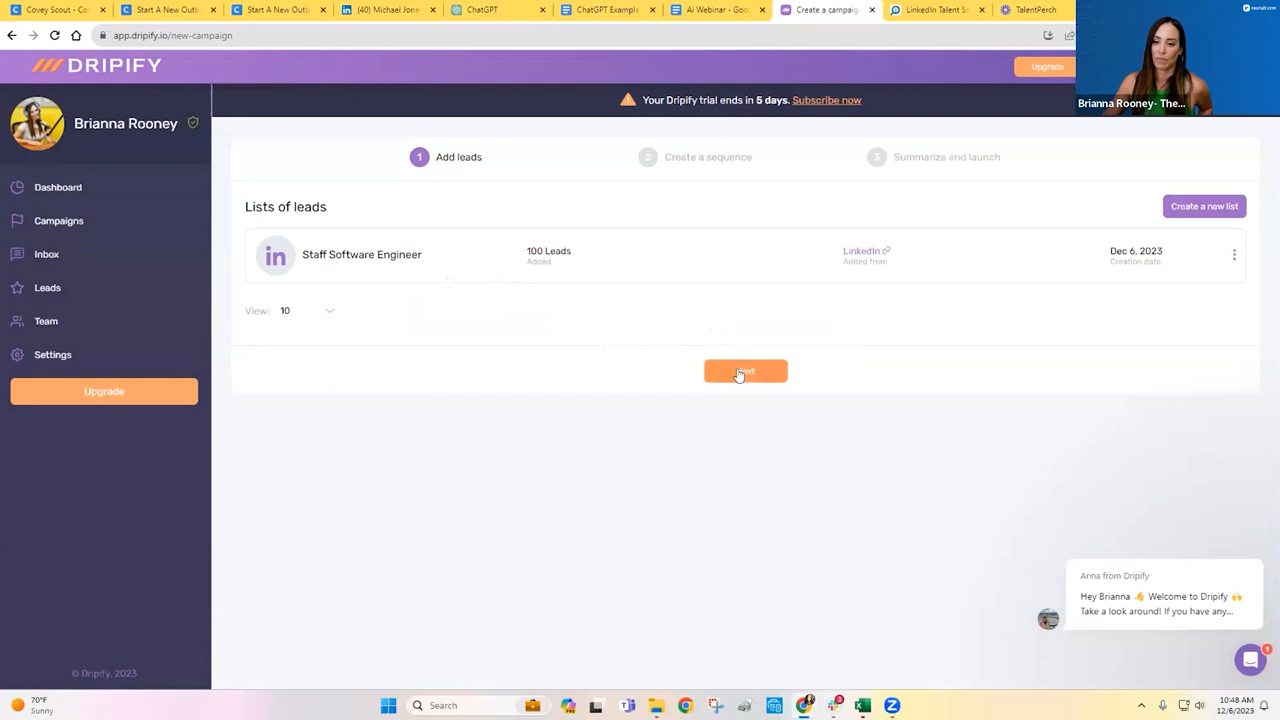 Covey Scout - Cov
Start A New Outb
Start A New Outb
(40) Michael Jone
ChatGPT
ChatGPT Example
Ai Webinar - Goo
Create a campaig
LinkedIn Talent So
TalentPerch
app.dripify.io/new-campaign
recruit.com
DRIPIFY
Upgrade
Brianna Rooney- The...
Your Dripify trial ends in 5 days. Subscribe now
Brianna Rooney
1 Add leads
2 Create a sequence
3 Summarize and launch
Dashboard
Campaigns
Inbox
Leads
Team
Settings
Upgrade
Lists of leads
Create a new list
in Staff Software Engineer
100 Leads
Added
LinkedIn
Added from
Dec 6, 2023
Creation date
View: 10
Anna from Dripify
Hey Brianna 👋 Welcome to Dripify 🙌
Take a look around! If you have any...
1
© Dripify, 2023
70°F
Sunny
Search
10:48 AM
12/6/2023